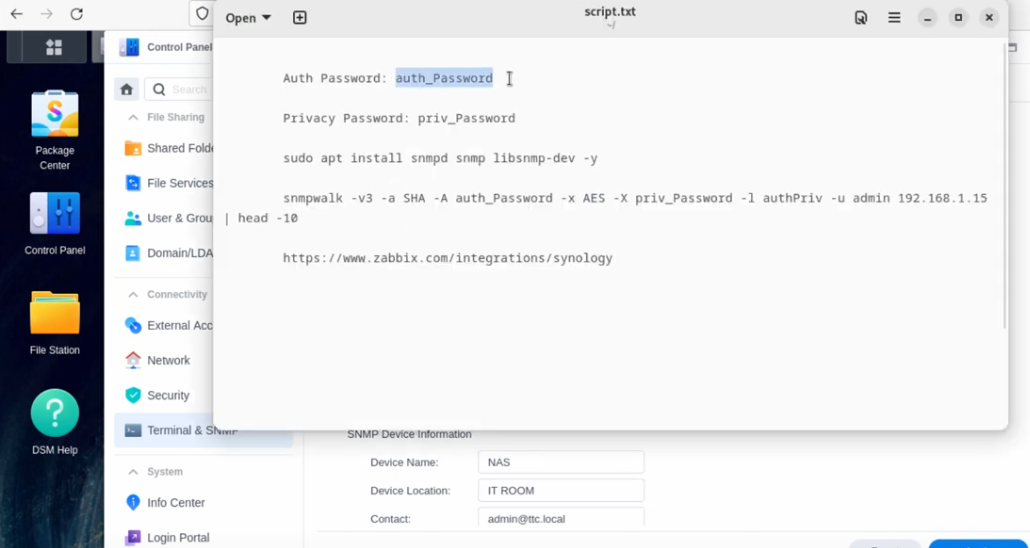 Open
script.txt
~/
Control Panel
Search
File Sharing
Package
Center
Shared Folde
File Services
Control Panel
User & Grou
Domain/LDA
Connectivity
External Acc
File Station
Network
Security
DSM Help
Terminal & SNMP
System
Info Center
Login Portal
Auth Password: auth_Password
Privacy Password: priv_Password
sudo apt install snmpd snmp libsnmp-dev -y
snmpwalk -v3 -a SHA -A auth_Password -x AES -X priv_Password -l authPriv -u admin 192.168.1.15
| head -10
https://www.zabbix.com/integrations/synology
SNMP Device Information
Device Name: NAS
Device Location: IT ROOM
Contact: admin@ttc.local